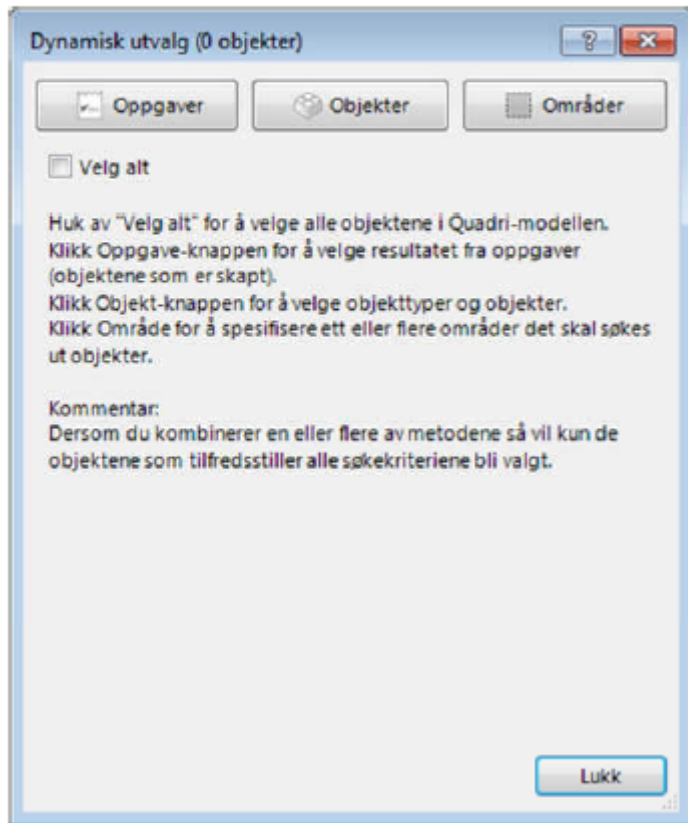 Dynamisk utvalg (0 objekter)
Oppgaver
Objekter
Områder
Velg alt
Huk av "Velg alt" for å velge alle objektene i Quadri-modellen.
Klikk Oppgave-knappen for å velge resultatet fra oppgaver
(objektene som er skapt).
Klikk Objekt-knappen for å velge objekttyper og objekter.
Klikk Område for å spesifisere ett eller flere områder det skal søkes
ut objekter.
Kommentar:
Dersom du kombinerer en eller flere av metodene så vil kun de
objektene som tilfredsstiller alle søkekriteriene bli valgt.
Lukk